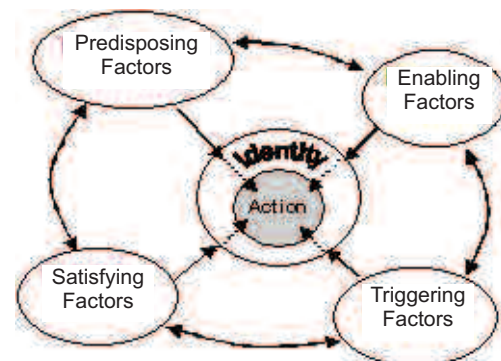 Predisposing
Factors
Enabling
Factors
Identity
Action
Satisfying
Factors
Triggering
Factors